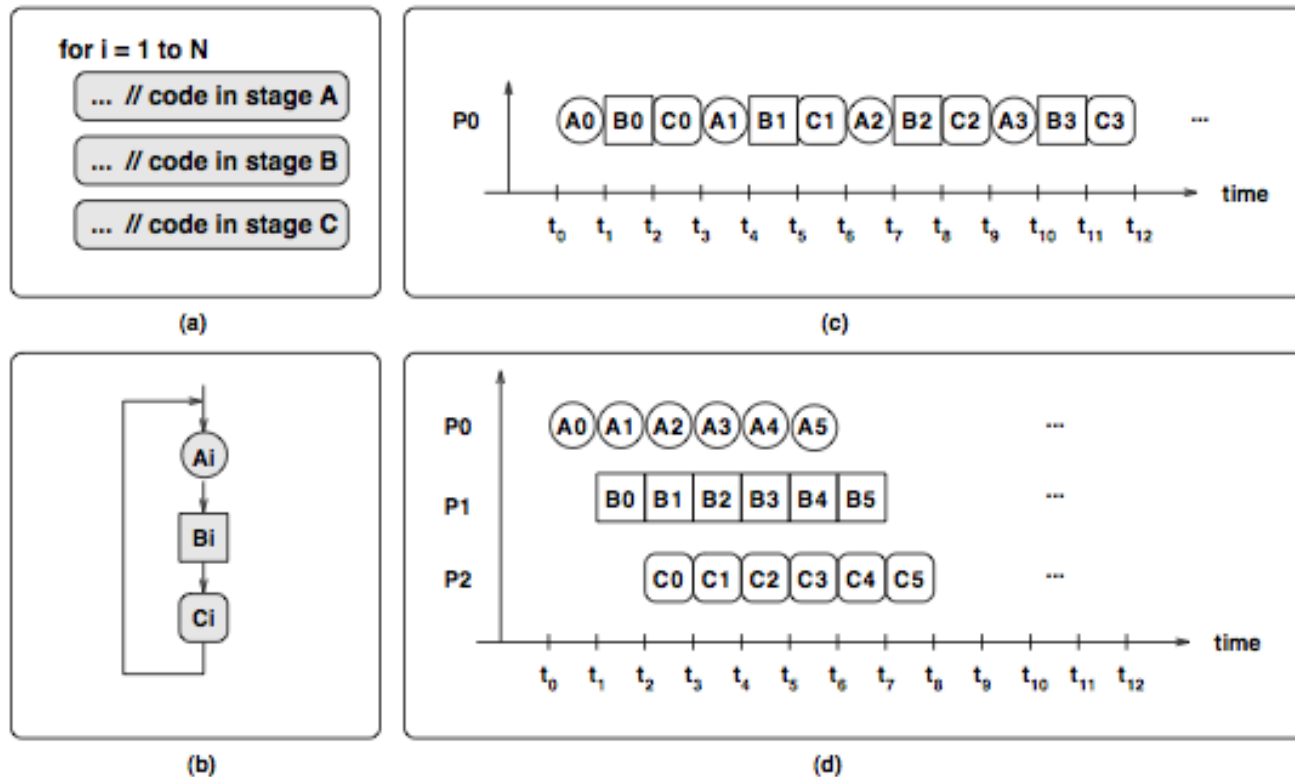 for i = 1 to N
... // code in stage A
... // code in stage B
... // code in stage C
(a)
P0 A0 B0 C0 A1 B1 C1 A2 B2 C2 A3 B3 C3 ...
time
t0 t1 t2 t3 t4 t5 t6 t7 t8 t9 t10 t11 t12
(c)
Ai
Bi
Ci
(b)
P0 A0 A1 A2 A3 A4 A5 ...
P1 B0 B1 B2 B3 B4 B5 ...
P2 C0 C1 C2 C3 C4 C5 ...
time
t0 t1 t2 t3 t4 t5 t6 t7 t8 t9 t10 t11 t12
(d)